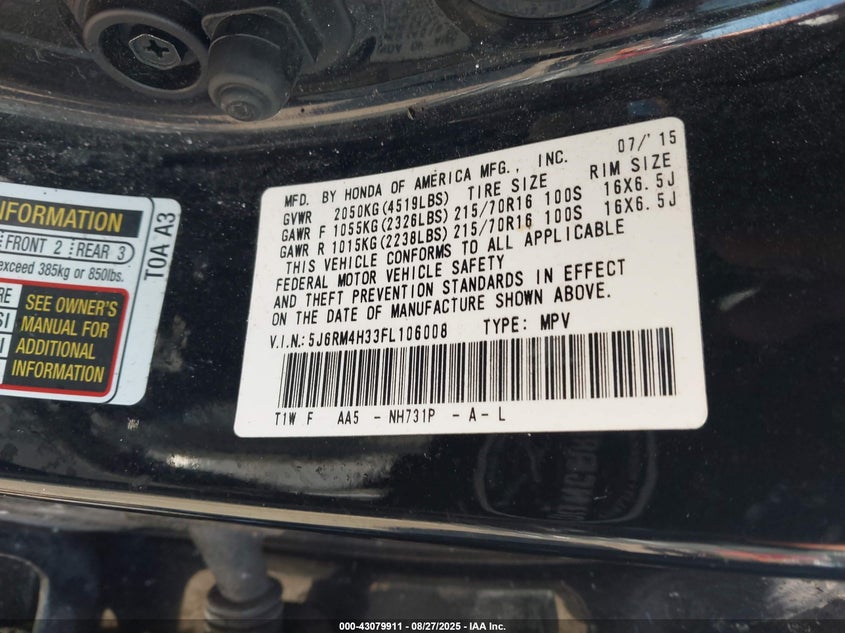 MFD. BY HONDA OF AMERICA MFG., INC. 07/'15
GVWR 2050KG(4519LBS) TIRE SIZE RIM SIZE
GAWR F 1055KG(2326LBS) 215/70R16 100S 16X6.5J
GAWR R 1015KG(2238LBS) 215/70R16 100S 16X6.5J
THIS VEHICLE CONFORMS TO ALL APPLICABLE
FEDERAL MOTOR VEHICLE SAFETY
AND THEFT PREVENTION STANDARDS IN EFFECT
ON THE DATE OF MANUFACTURE SHOWN ABOVE.
V.I.N.:5J6RM4H33FL106008 TYPE: MPV
T1W F AA5 - NH731P - A - L
INFORMATION
FRONT 2 REAR 3
exceed 385kg or 850lbs.
SEE OWNER'S
MANUAL FOR
ADDITIONAL
INFORMATION
T0A A3
000-43079911 - 08/27/2025 - IAA Inc.